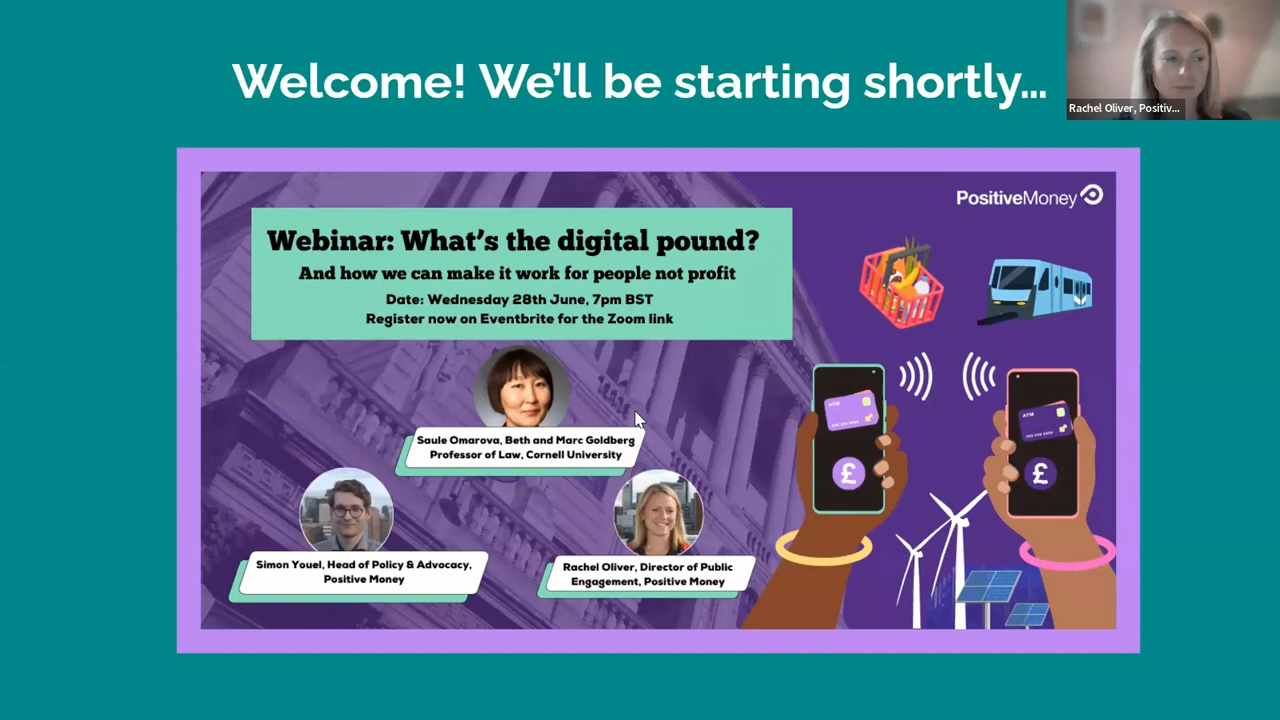 Welcome! We'll be starting shortly...
Rachel Oliver, Positiv...
PositiveMoney
Webinar: What's the digital pound?
And how we can make it work for people not profit
Date: Wednesday 28th June, 7pm BST
Register now on Eventbrite for the Zoom link
Saule Omarova, Beth and Marc Goldberg
Professor of Law, Cornell University
Simon Youel, Head of Policy & Advocacy,
Positive Money
Rachel Oliver, Director of Public
Engagement, Positive Money
ATM
£
ATM
£